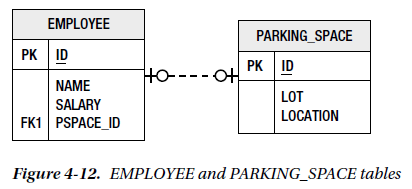 EMPLOYEE
PK ID
NAME
SALARY
FK1 PSPACE_ID
PARKING_SPACE
PK ID
LOT
LOCATION
Figure 4-12. EMPLOYEE and PARKING_SPACE tables